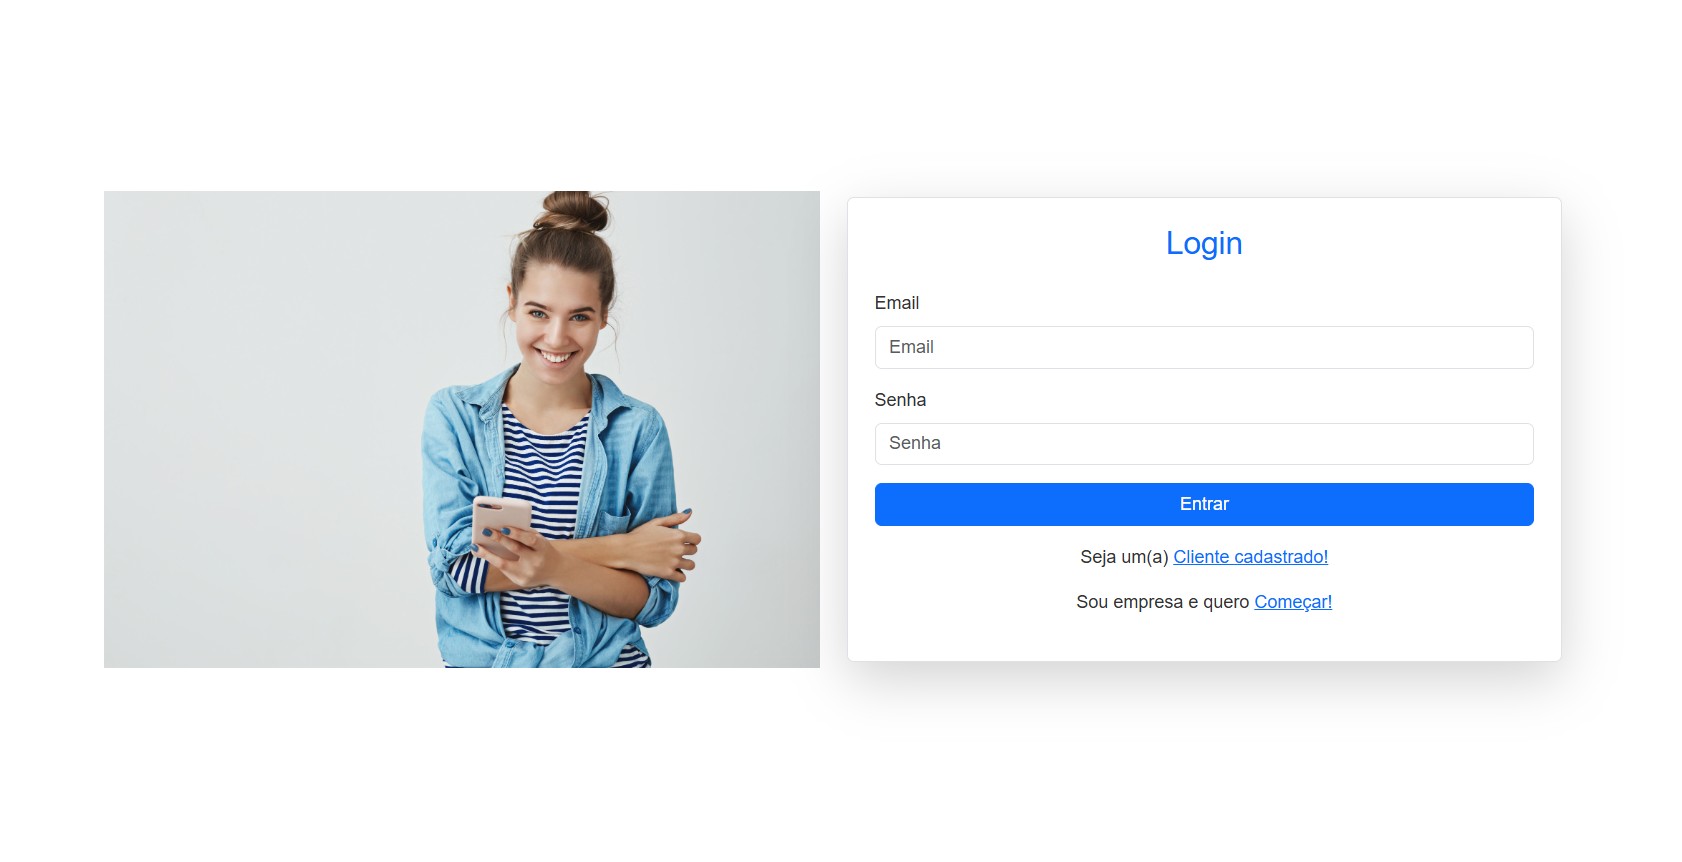 Login
Email
Email
Senha
Senha
Entrar
Seja um(a) Cliente cadastrado!
Sou empresa e quero Começar!